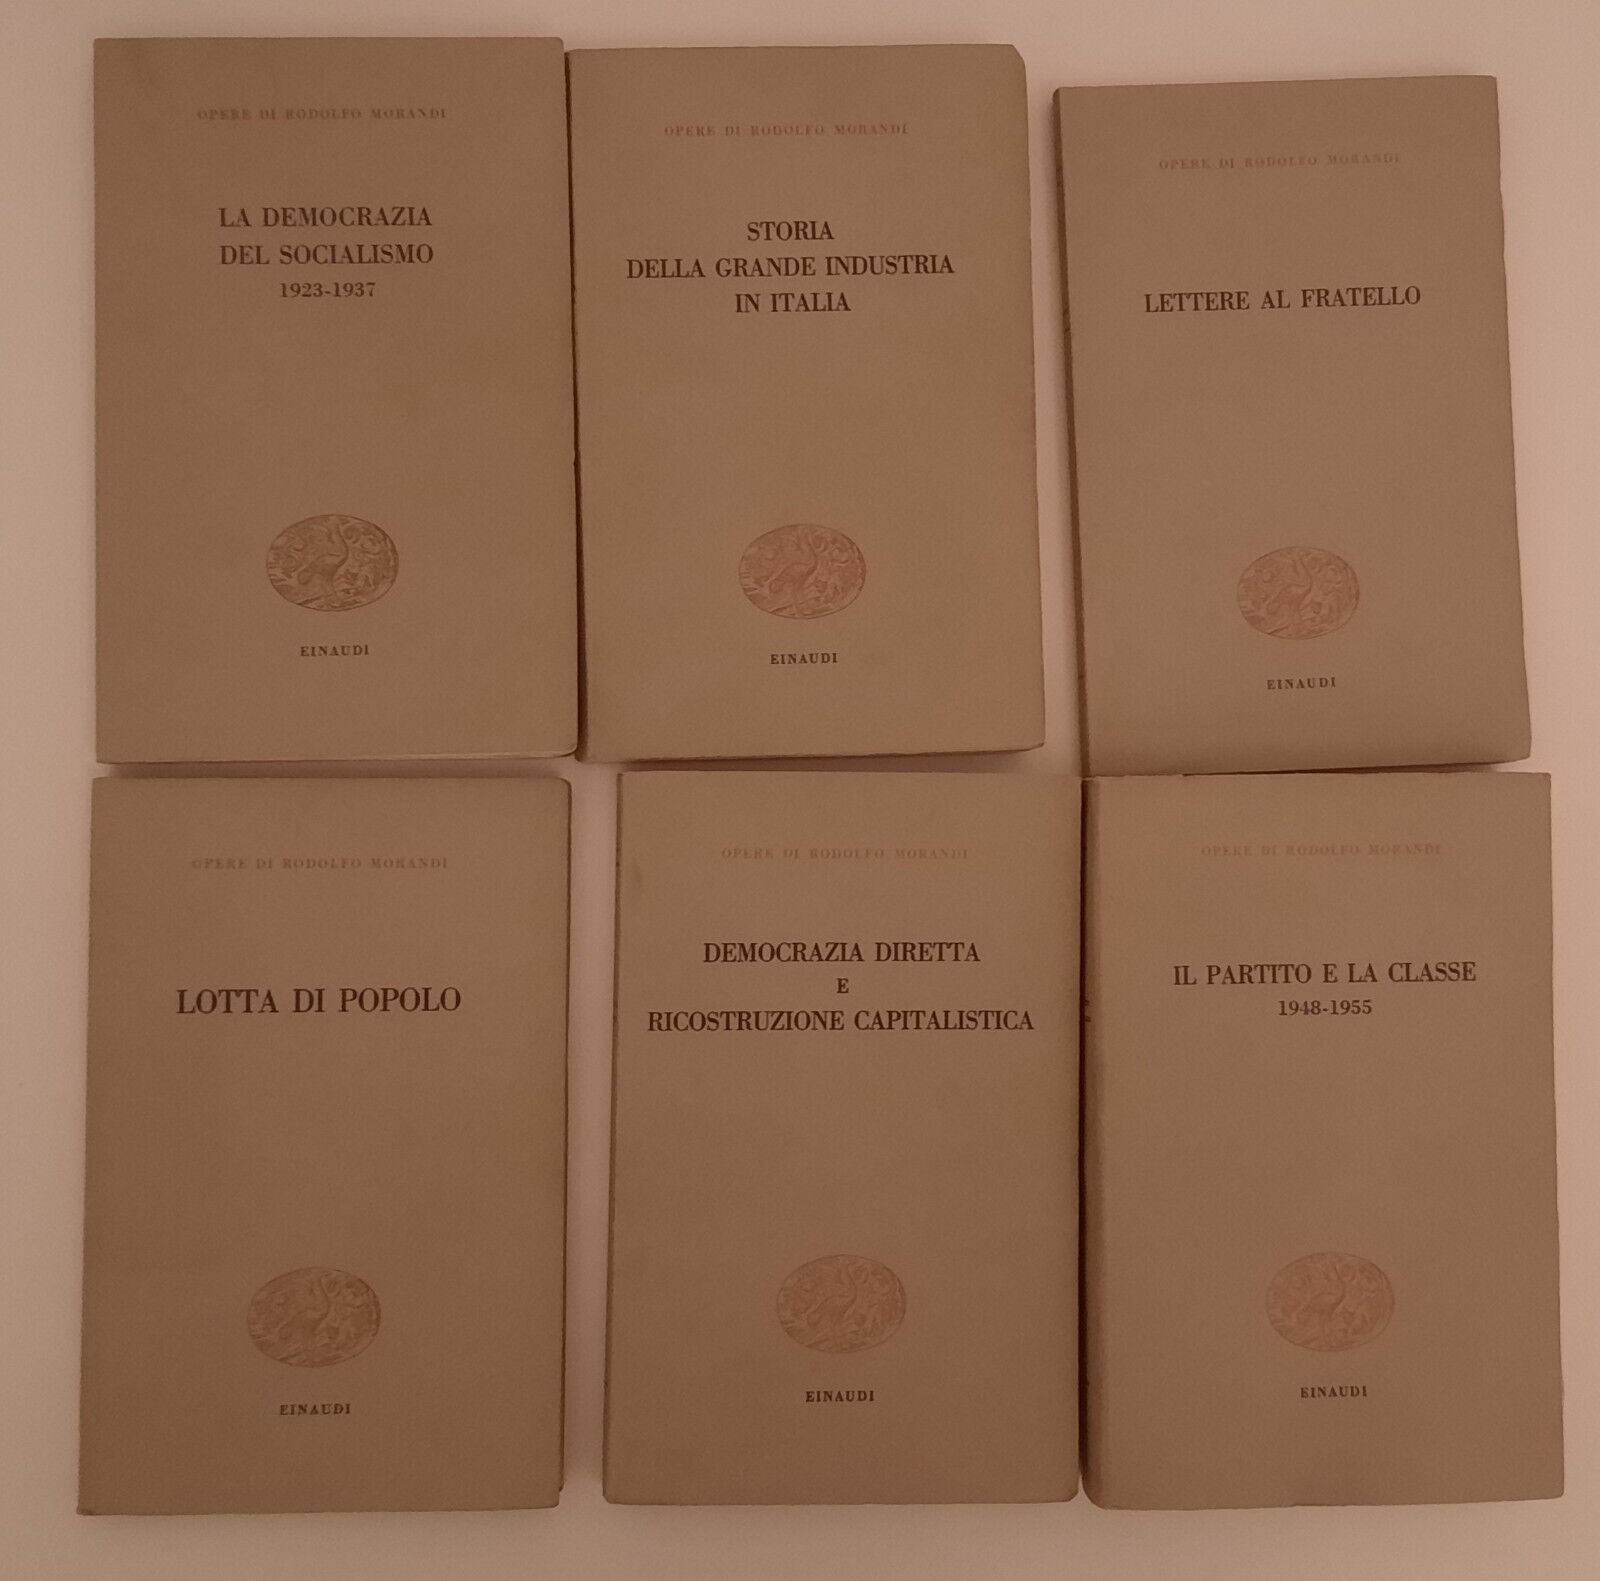 OPERE DI RODOLFO MORANDI
LA DEMOCRAZIA
DEL SOCIALISMO
1923-1937
EINAUDI
OPERE DI RODOLFO MORANDI
STORIA
DELLA GRANDE INDUSTRIA
IN ITALIA
EINAUDI
OPERE DI RODOLFO MORANDI
LETTERE AL FRATELLO
EINAUDI
OPERE DI RODOLFO MORANDI
LOTTA DI POPOLO
EINAUDI
OPERE DI RODOLFO MORANDI
DEMOCRAZIA DIRETTA
E
RICOSTRUZIONE CAPITALISTICA
EINAUDI
OPERE DI RODOLFO MORANDI
IL PARTITO E LA CLASSE
1948-1955
EINAUDI